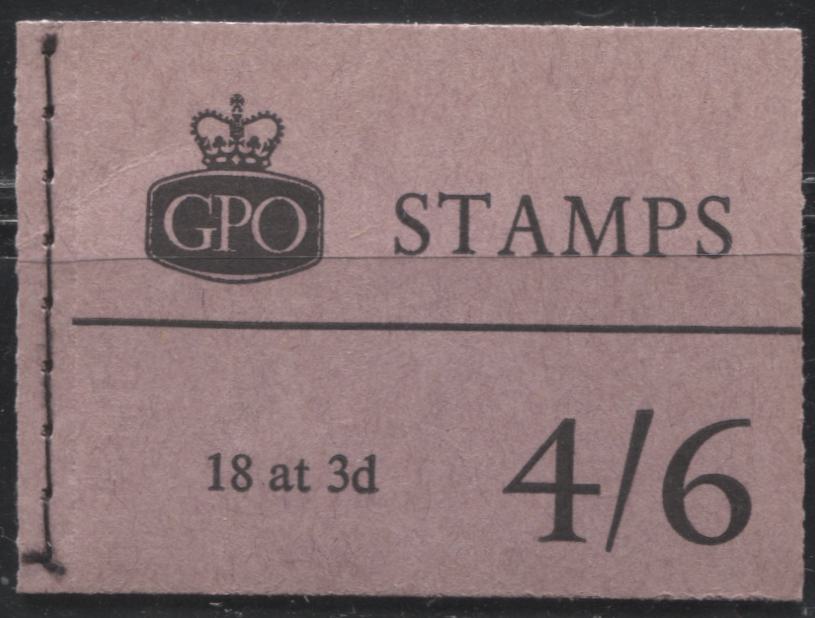 GPO STAMPS
18 at 3d 4/6